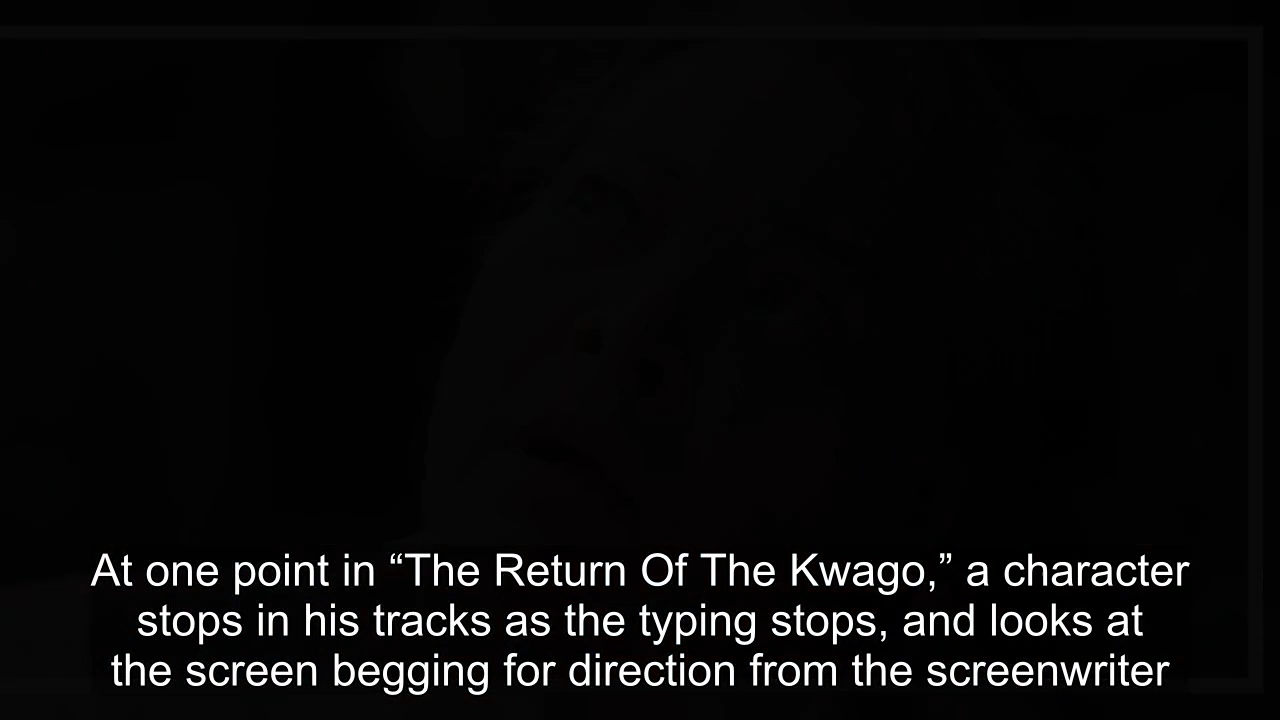 At one point in “The Return Of The Kwago,” a character
stops in his tracks as the typing stops, and looks at
the screen begging for direction from the screenwriter